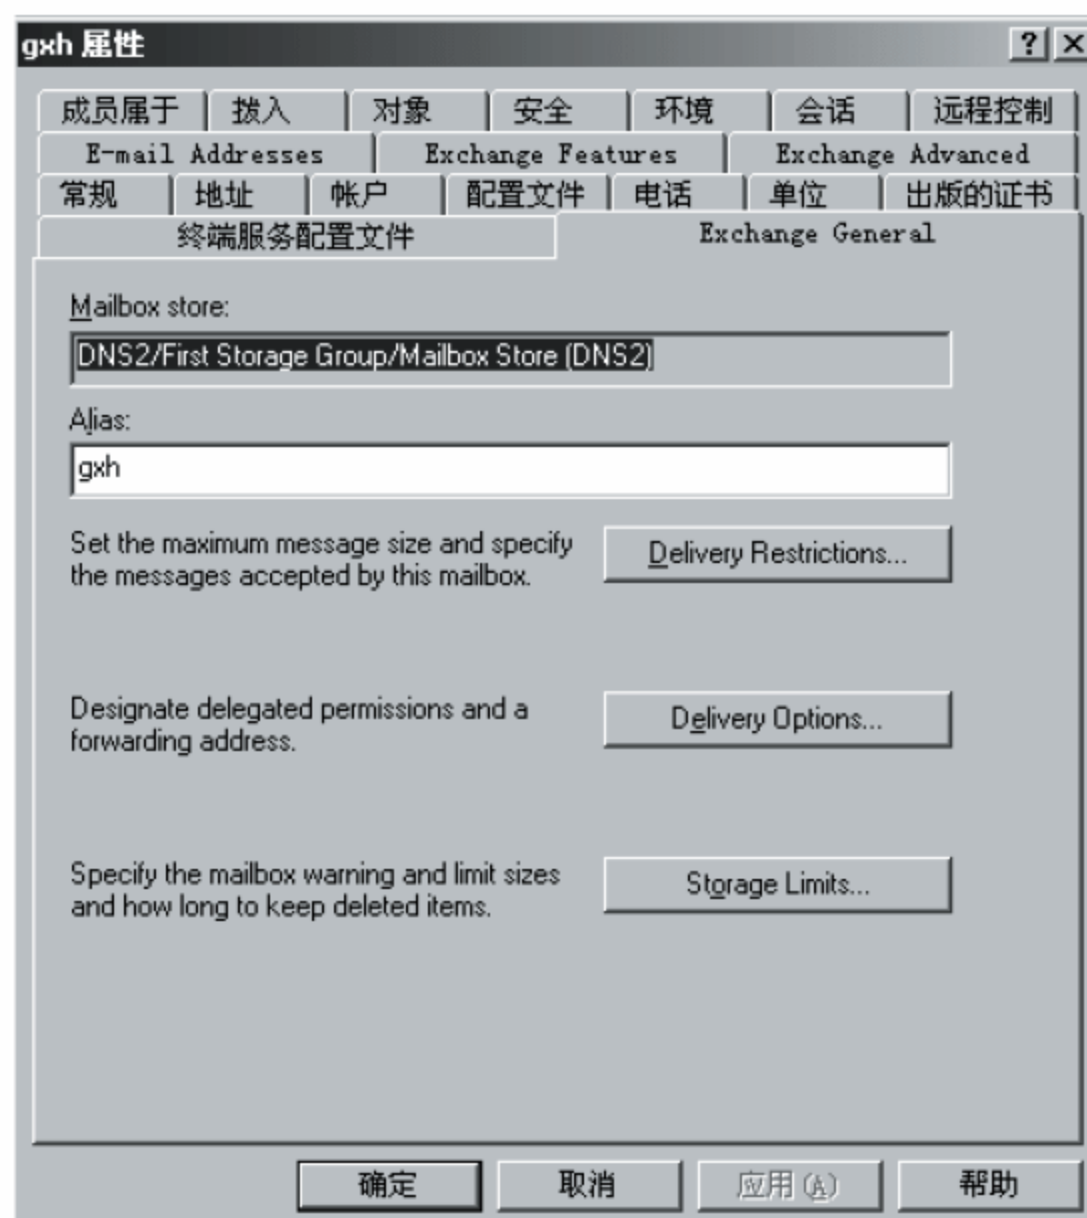 gxh 属性
成员属于 拨入 对象 安全 环境 会话 远程控制
E-mail Addresses Exchange Features Exchange Advanced
常规 地址 帐户 配置文件 电话 单位 出版的证书
终端服务配置文件 Exchange General
Mailbox store:
DNS2/First Storage Group/Mailbox Store (DNS2)
Alias:
gxh
Set the maximum message size and specify
the messages accepted by this mailbox.
Delivery Restrictions...
Designate delegated permissions and a
forwarding address.
Delivery Options...
Specify the mailbox warning and limit sizes
and how long to keep deleted items.
Storage Limits...
确定 取消 应用(A) 帮助